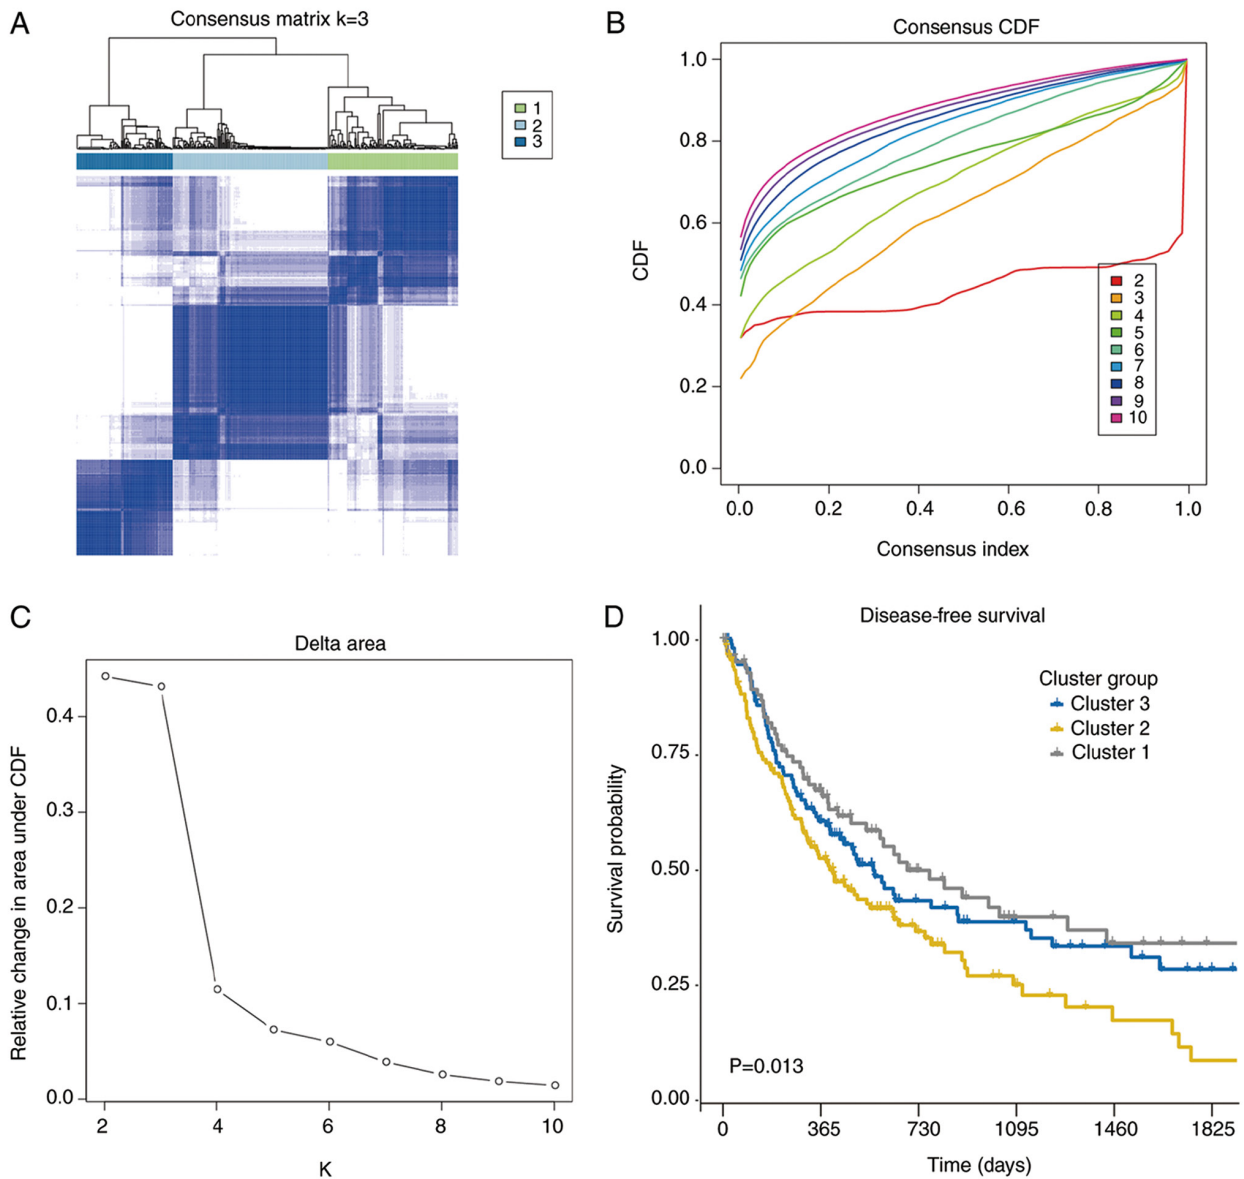 A
Consensus matrix k=3
1
2
3
B
Consensus CDF
1.0
0.8
0.6
0.4
0.2
0.0
CDF
2
3
4
5
6
7
8
9
10
0.0 0.2 0.4 0.6 0.8 1.0
Consensus index
C
Delta area
Relative change in area under CDF
0.4
0.3
0.2
0.1
0.0
2 4 6 8 10
K
D
Disease-free survival
Survival probability
1.00
0.75
0.50
0.25
0.00
Cluster group
Cluster 3
Cluster 2
Cluster 1
P=0.013
0 365 730 1095 1460 1825
Time (days)